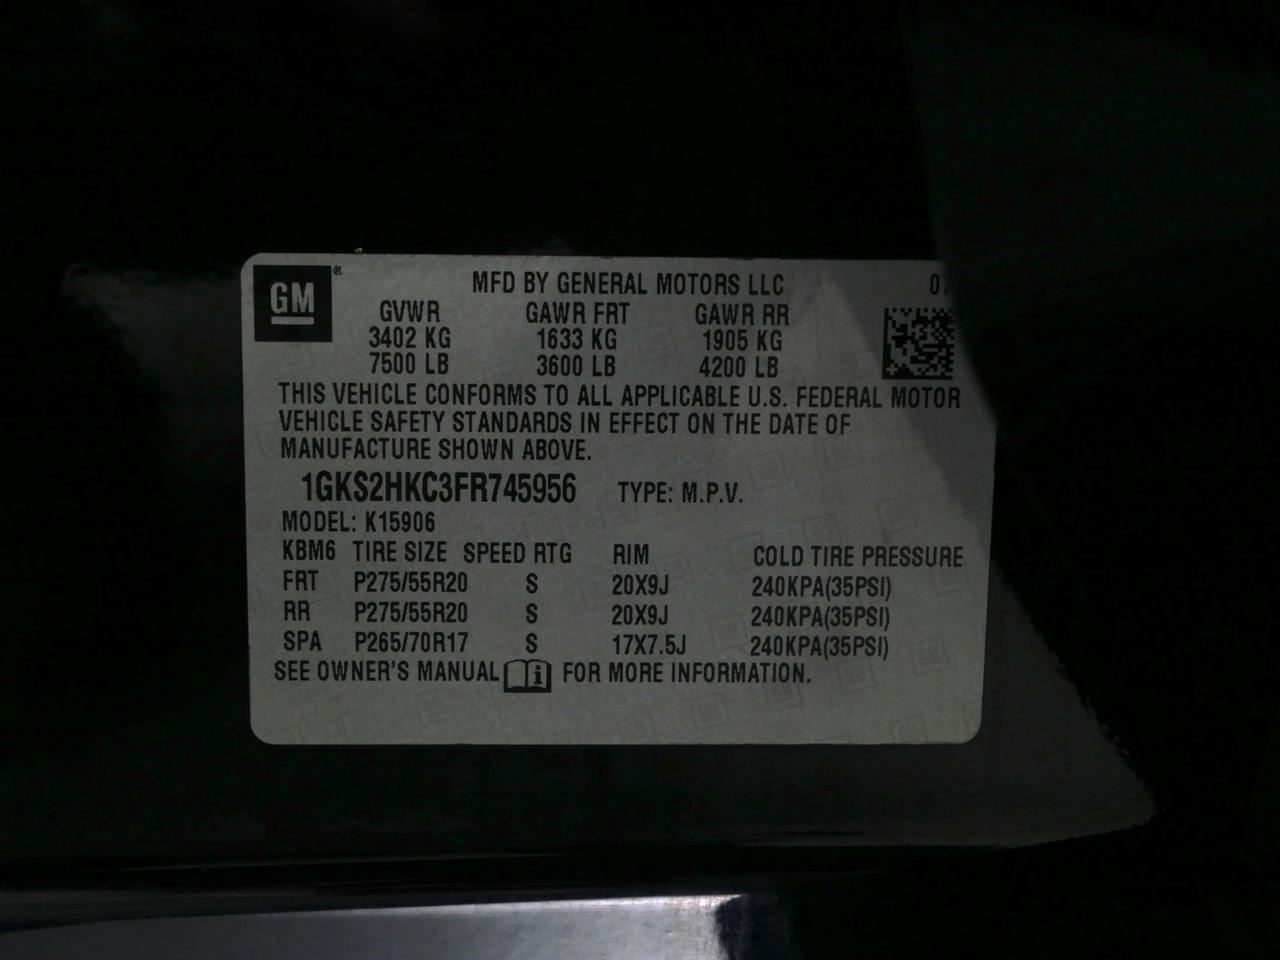 GM ® MFD BY GENERAL MOTORS LLC
GVWR GAWR FRT GAWR RR
3402 KG 1633 KG 1905 KG
7500 LB 3600 LB 4200 LB
THIS VEHICLE CONFORMS TO ALL APPLICABLE U.S. FEDERAL MOTOR
VEHICLE SAFETY STANDARDS IN EFFECT ON THE DATE OF
MANUFACTURE SHOWN ABOVE.
1GKS2HKC3FR745956 TYPE: M.P.V.
MODEL: K15906
KBM6 TIRE SIZE SPEED RTG RIM COLD TIRE PRESSURE
FRT P275/55R20 S 20X9J 240KPA(35PSI)
RR P275/55R20 S 20X9J 240KPA(35PSI)
SPA P265/70R17 S 17X7.5J 240KPA(35PSI)
SEE OWNER'S MANUAL i FOR MORE INFORMATION.